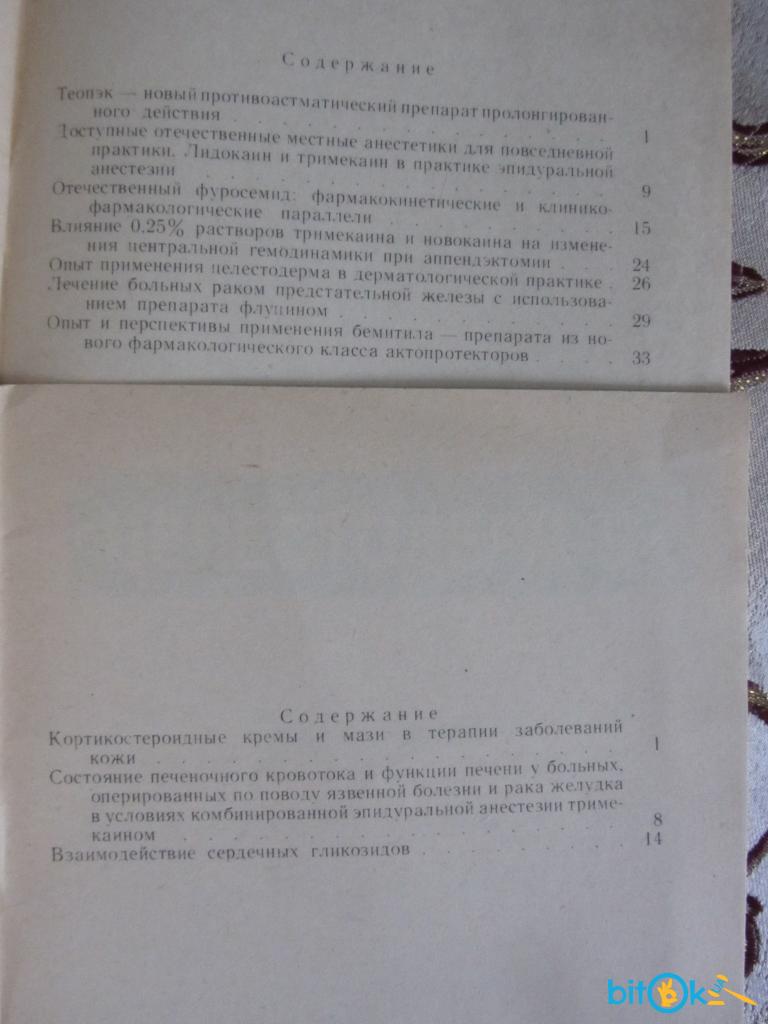 Содержание
Теопэк — новый противоастматический препарат пролонгирован-
ного действия . . . . . . . . . . . . . 1
Доступные отечественные местные анестетики для повседневной
практики. Лидокаин и тримекаин в практике эпидуральной
анестезии . . . . . . . . . . . . . 9
Отечественный фуросемид: фармакокинетические и клинико-
фармакологические параллели . . . . . . . 15
Влияние 0,25% растворов тримекаина и новокаина на измене-
ния центральной гемодинамики при аппендэктомии . . . 24
Опыт применения целестодерма в дерматологической практике . 26
Лечение больных раком предстательной железы с использова-
нием препарата флуцином . . . . . . . . 29
Опыт и перспективы применения бемитила — препарата из но-
вого фармакологического класса актопротекторов . . . . 33
Содержание
Кортикостероидные кремы и мази в терапии заболеваний
кожи . . . . . . . . . . . . . 1
Состояние печеночного кровотока и функции печени у больных,
оперированных по поводу язвенной болезни и рака желудка
в условиях комбинированной эпидуральной анестезии триме-
каином . . . . . . . . . . . . . 8
Взаимодействие сердечных гликозидов . . . . . . . 14
bitOk